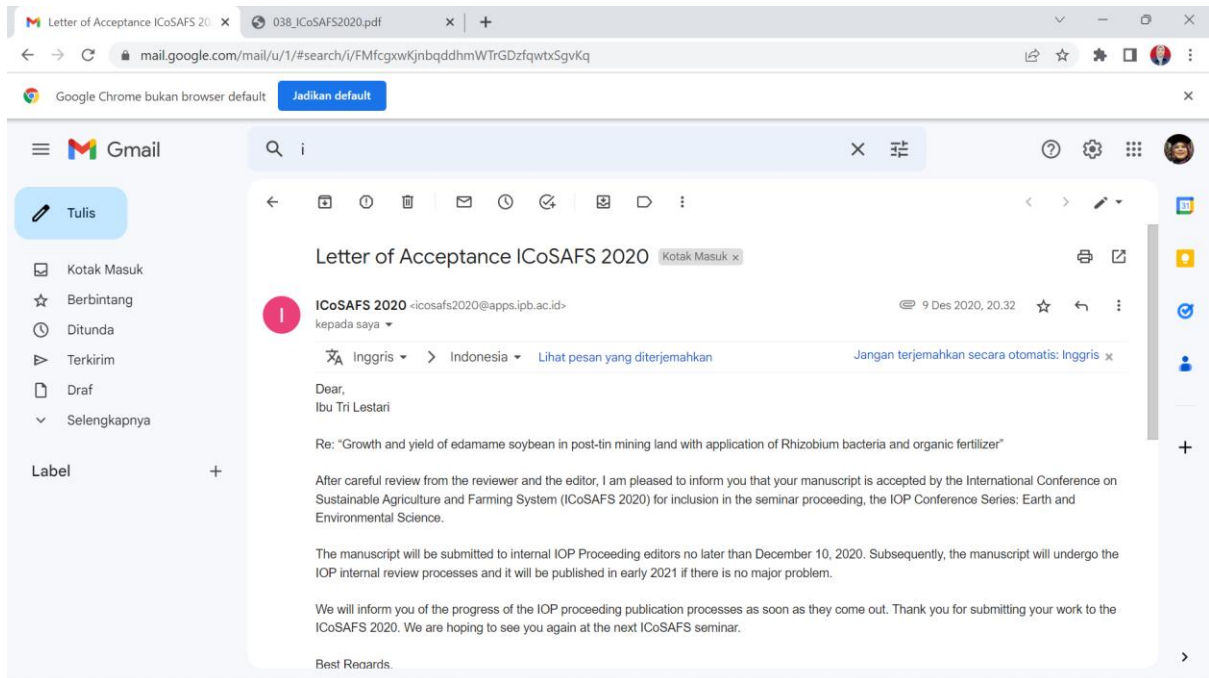 Letter of Acceptance ICoSAFS 20
038_ICoSAFS2020.pdf
mail.google.com/mail/u/1/#search/i/FMfcgxwKjnbqddhmWTrGDzfqwtxSgvKq
Google Chrome bukan browser default
Jadikan default
Gmail
i
Tulis
31
Kotak Masuk
Berbintang
Ditunda
Terkirim
Draf
Selengkapnya
Label
Letter of Acceptance ICoSAFS 2020 Kotak Masuk x
I
ICoSAFS 2020 <icosafs2020@apps.ipb.ac.id>
9 Des 2020, 20.32
kepada saya
Inggris > Indonesia Lihat pesan yang diterjemahkan
Jangan terjemahkan secara otomatis: Inggris x
Dear,
Ibu Tri Lestari
Re: “Growth and yield of edamame soybean in post-tin mining land with application of Rhizobium bacteria and organic fertilizer”
After careful review from the reviewer and the editor, I am pleased to inform you that your manuscript is accepted by the International Conference on
Sustainable Agriculture and Farming System (ICoSAFS 2020) for inclusion in the seminar proceeding, the IOP Conference Series: Earth and
Environmental Science.
The manuscript will be submitted to internal IOP Proceeding editors no later than December 10, 2020. Subsequently, the manuscript will undergo the
IOP internal review processes and it will be published in early 2021 if there is no major problem.
We will inform you of the progress of the IOP proceeding publication processes as soon as they come out. Thank you for submitting your work to the
ICoSAFS 2020. We are hoping to see you again at the next ICoSAFS seminar.
Best Regards,